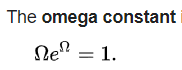 The omega constant i
Ωe^Ω = 1.